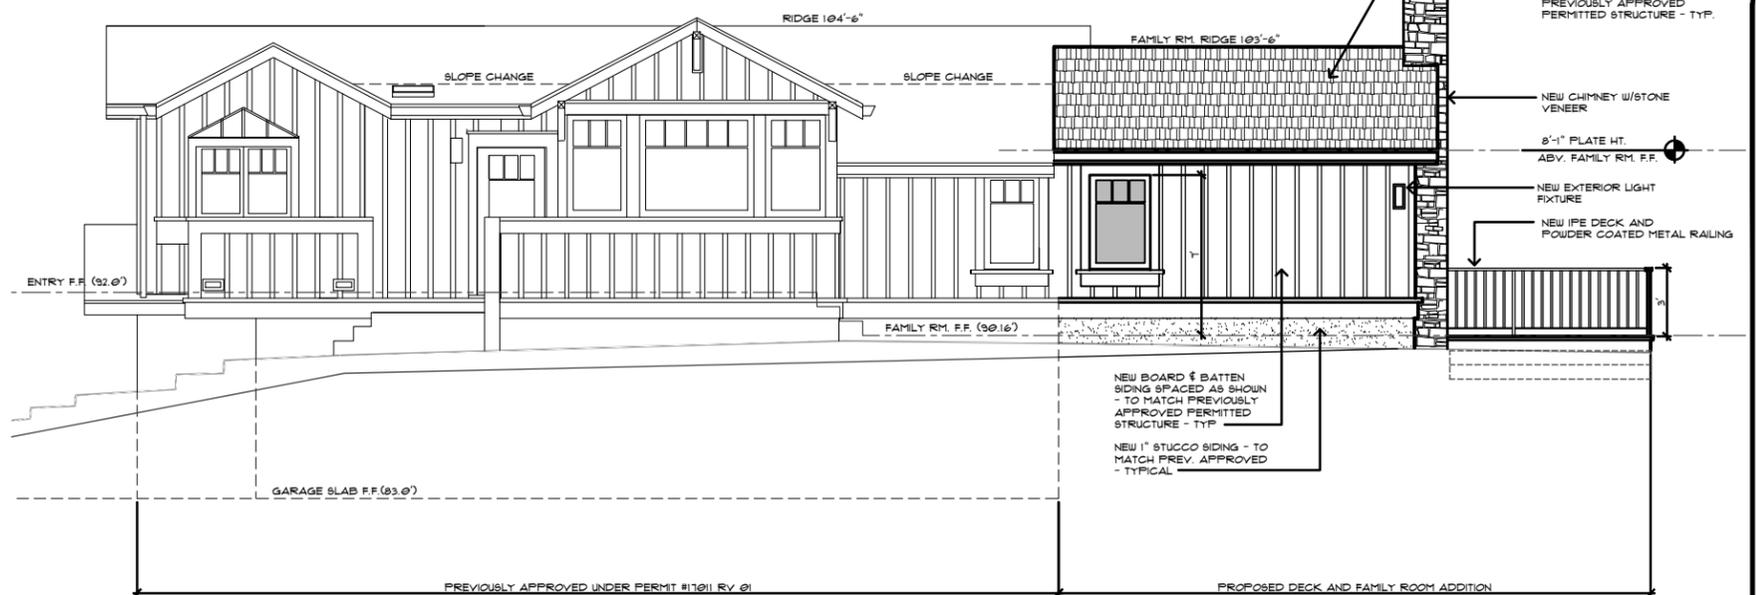 PREVIOUSLY APPROVED
PERMITTED STRUCTURE - TYP.
RIDGE 104'-6"
FAMILY RM. RIDGE 103'-6"
SLOPE CHANGE
SLOPE CHANGE
NEW CHIMNEY W/STONE
VENEER
8'-1" PLATE HT.
ABV. FAMILY RM. F.F.
NEW EXTERIOR LIGHT
FIXTURE
NEW IPE DECK AND
POWDER COATED METAL RAILING
ENTRY F.F. (92.0')
7'
3'
FAMILY RM. F.F. (90.16')
NEW BOARD & BATTEN
SIDING SPACED AS SHOWN
- TO MATCH PREVIOUSLY
APPROVED PERMITTED
STRUCTURE - TYP
NEW 1" STUCCO SIDING - TO
MATCH PREV. APPROVED
- TYPICAL
GARAGE SLAB F.F.(83.0')
PREVIOUSLY APPROVED UNDER PERMIT #17011 RV 01
PROPOSED DECK AND FAMILY ROOM ADDITION